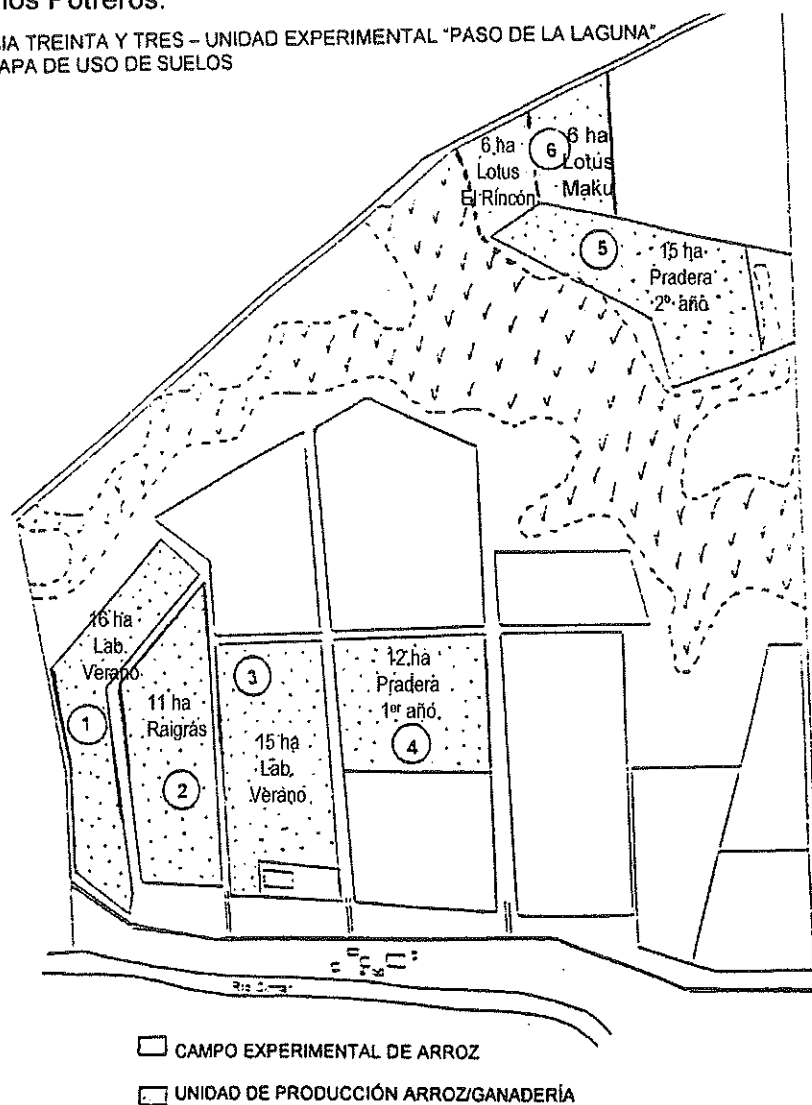 los Potreros.
IA TREINTA Y TRES – UNIDAD EXPERIMENTAL "PASO DE LA LAGUNA"
APA DE USO DE SUELOS
6 ha
Lotus
El Rincón
6
6 ha
Lotus
Maku
5
15 ha
Pradera
2º año
16 ha
Lab.
Verano
1
11 ha
Raigrás
2
3
15 ha
Lab.
Verano
12 ha
Pradera
1er año
4
Río
CAMPO EXPERIMENTAL DE ARROZ
UNIDAD DE PRODUCCIÓN ARROZ/GANADERÍA